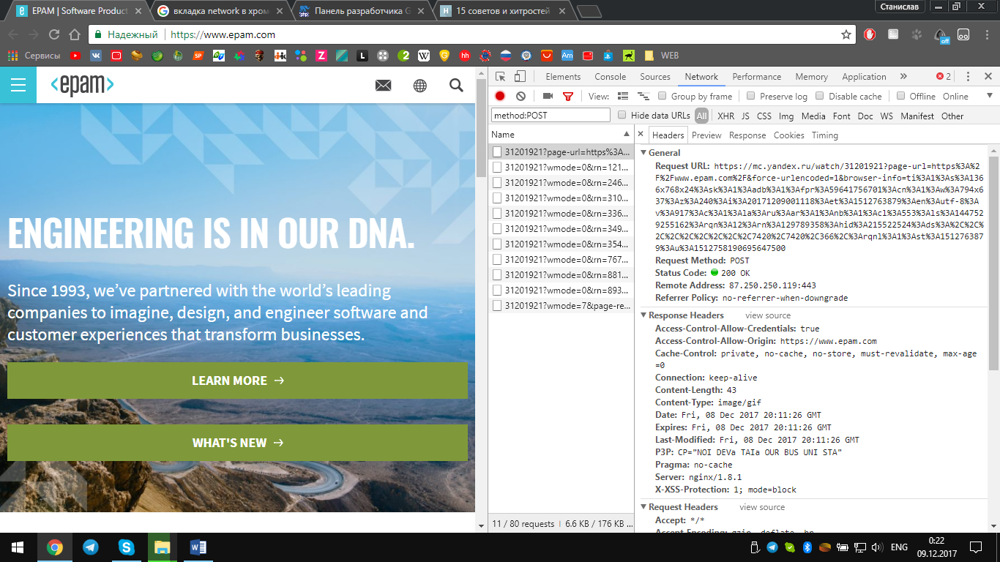 EPAM | Software Product
вкладка network в хром
Панель разработчика G
15 советов и хитростей
Станислав
Надежный
https://www.epam.com
off
Сервисы
WEB
<epam>
ENGINEERING IS IN OUR DNA.
Since 1993, we’ve partnered with the world’s leading
companies to imagine, design, and engineer software and
customer experiences that transform businesses.
LEARN MORE →
WHAT'S NEW →
Elements Console Sources Network Performance Memory Application » 2
View: Group by frame Preserve log Disable cache Offline Online
method:POST Hide data URLs All XHR JS CSS Img Media Font Doc WS Manifest Other
Name
31201921?page-url=https%3A...
31201921?wmode=0&rn=121...
31201921?wmode=0&rn=246...
31201921?wmode=0&rn=310...
31201921?wmode=0&rn=336...
31201921?wmode=0&rn=349...
31201921?wmode=0&rn=354...
31201921?wmode=0&rn=767...
31201921?wmode=0&rn=881...
31201921?wmode=0&rn=893...
31201921?wmode=7&page-re...
11 / 80 requests | 6.6 KB / 176 KB ...
Headers Preview Response Cookies Timing
General
Request URL: https://mc.yandex.ru/watch/31201921?page-url=https%3A%2
F%2Fwww.epam.com%2F&force-urlencoded=1&browser-info=ti%3A1%3As%3A136
6x768x24%3Ask%3A1%3Aadb%3A1%3Afpr%3A59641756701%3Acn%3A1%3Aw%3A794x6
37%3Az%3A240%3Ai%3A20171209001118%3Aet%3A1512763879%3Aen%3Autf-8%3A
v%3A917%3Ac%3A1%3Ala%3Aru%3Aar%3A1%3Anb%3A1%3Acl%3A553%3Als%3A144752
9255162%3Arqn%3A12%3Arn%3A129789358%3Ahid%3A215522524%3Ads%3A%2C%2C%
2C%2C%2C%2C%2C%2C%2C7420%2C7420%2C366%2C%3Arqnl%3A1%3Ast%3A151276387
9%3Au%3A1512758190695647500
Request Method: POST
Status Code: 200 OK
Remote Address: 87.250.250.119:443
Referrer Policy: no-referrer-when-downgrade
Response Headers view source
Access-Control-Allow-Credentials: true
Access-Control-Allow-Origin: https://www.epam.com
Cache-Control: private, no-cache, no-store, must-revalidate, max-age
=0
Connection: keep-alive
Content-Length: 43
Content-Type: image/gif
Date: Fri, 08 Dec 2017 20:11:26 GMT
Expires: Fri, 08 Dec 2017 20:11:26 GMT
Last-Modified: Fri, 08 Dec 2017 20:11:26 GMT
P3P: CP="NOI DEVa TAIa OUR BUS UNI STA"
Pragma: no-cache
Server: nginx/1.8.1
X-XSS-Protection: 1; mode=block
Request Headers view source
Accept: */*
Accept-Encoding: gzip, deflate, br
ENG
0:22
09.12.2017